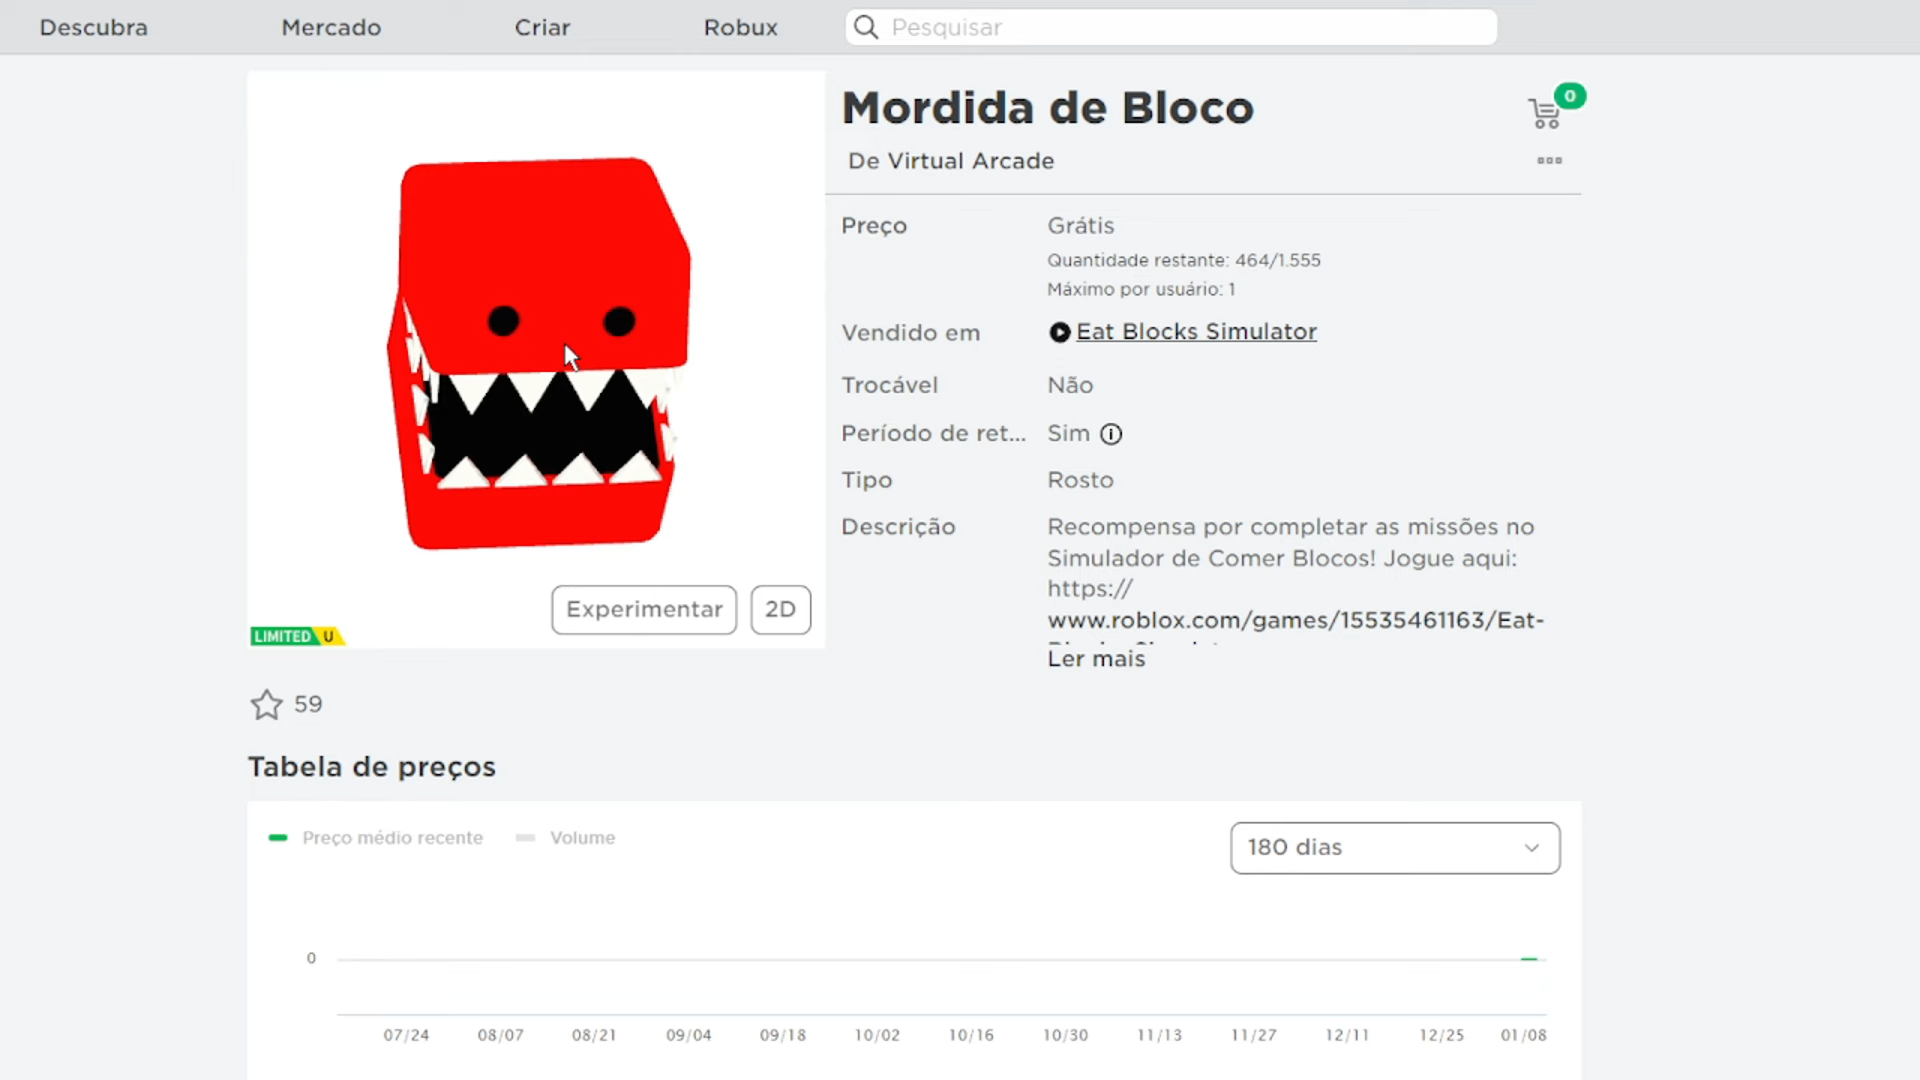 Descubra
Mercado
Criar
Robux
Pesquisar
Mordida de Bloco
0
De Virtual Arcade
Preço
Grátis
Quantidade restante: 464/1.555
Máximo por usuário: 1
Vendido em
Eat Blocks Simulator
Trocável
Não
Período de ret...
Sim
Tipo
Rosto
Descrição
Recompensa por completar as missões no
Simulador de Comer Blocos! Jogue aqui:
https://
www.roblox.com/games/15535461163/Eat-
Ler mais
Experimentar
2D
LIMITED U
59
Tabela de preços
Preço médio recente
Volume
180 dias
0
07/24
08/07
08/21
09/04
09/18
10/02
10/16
10/30
11/13
11/27
12/11
12/25
01/08